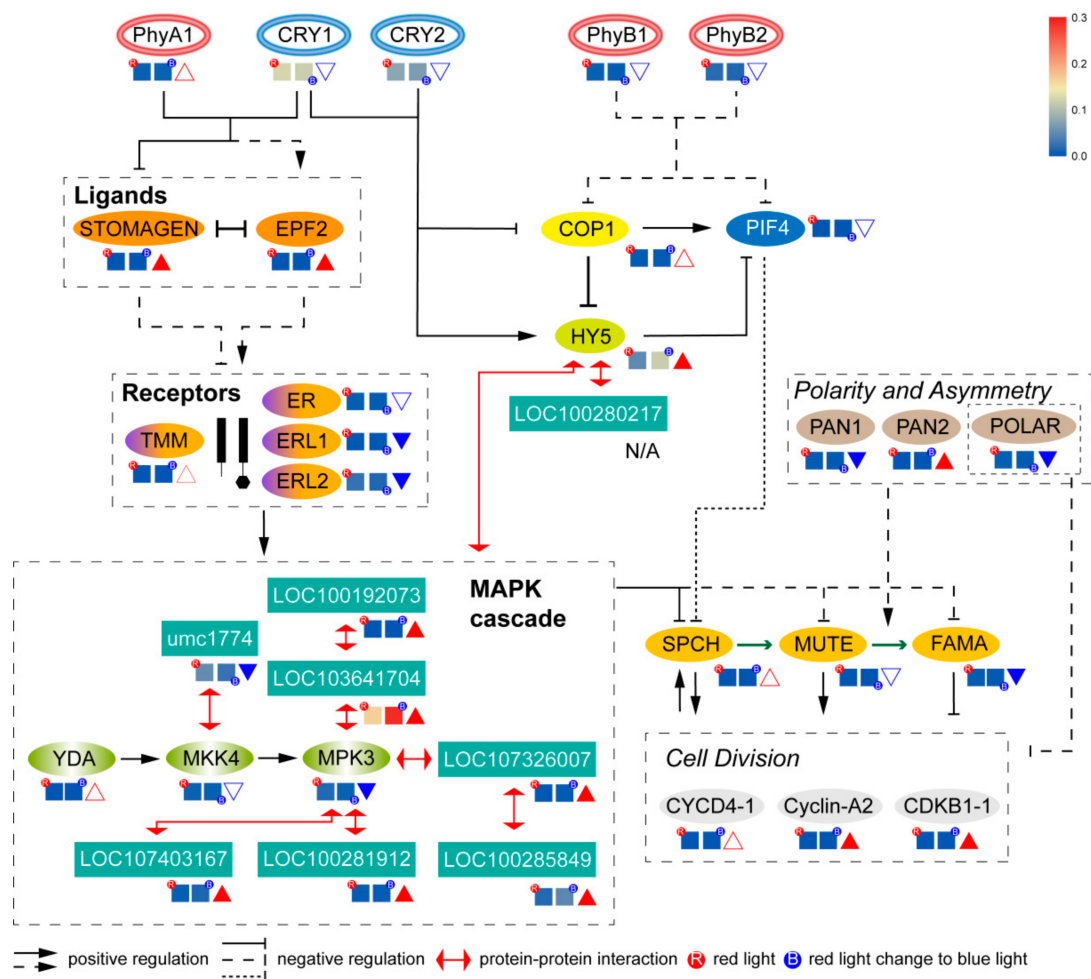 PhyA1 CRY1 CRY2 PhyB1 PhyB2
R B R B R B R B R B
0.3
0.2
0.1
0.0
Ligands
STOMAGEN EPF2
R B R B
COP1 PIF4
R B R B
HY5
R B
LOC100280217
N/A
Receptors
TMM
R B
ER
R B
ERL1
R B
ERL2
R B
Polarity and Asymmetry
PAN1 PAN2 POLAR
R B R B R B
MAPK
cascade
LOC100192073
R B
umc1774
R B
LOC103641704
R B
YDA MKK4 MPK3 LOC107326007
R B R B R B R B
LOC107403167 LOC100281912 LOC100285849
R B R B R B
SPCH MUTE FAMA
R B R B R B
Cell Division
CYCD4-1 Cyclin-A2 CDKB1-1
R B R B R B
positive regulation negative regulation protein-protein interaction R red light B red light change to blue light